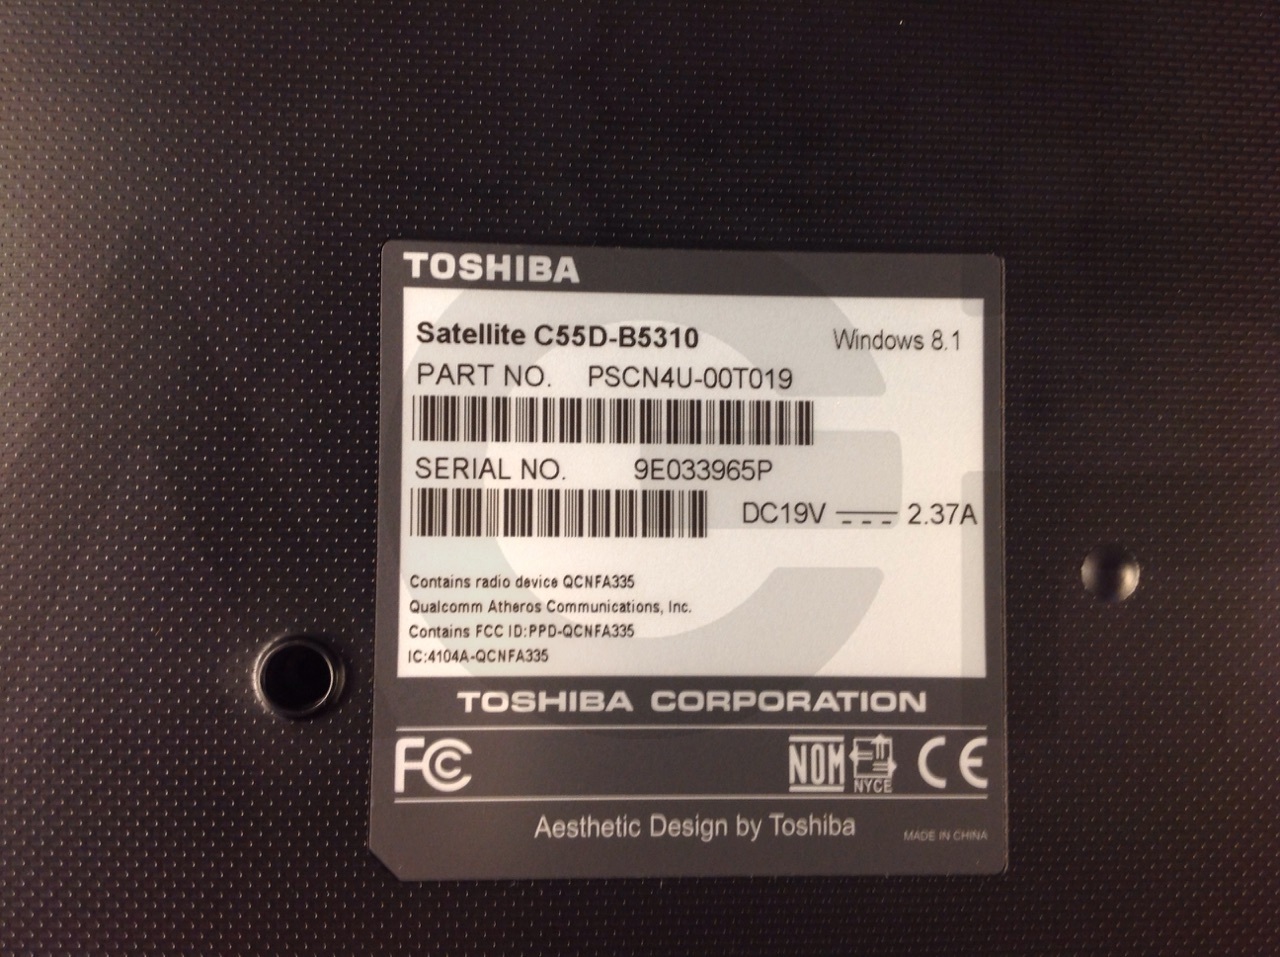 TOSHIBA
Satellite C55D-B5310 Windows 8.1
PART NO. PSCN4U-00T019
SERIAL NO. 9E033965P
DC19V 2.37A
Contains radio device QCNFA335
Qualcomm Atheros Communications, Inc.
Contains FCC ID:PPD-QCNFA335
IC:4104A-QCNFA335
TOSHIBA CORPORATION
FCC NOM NYCE CE
Aesthetic Design by Toshiba MADE IN CHINA